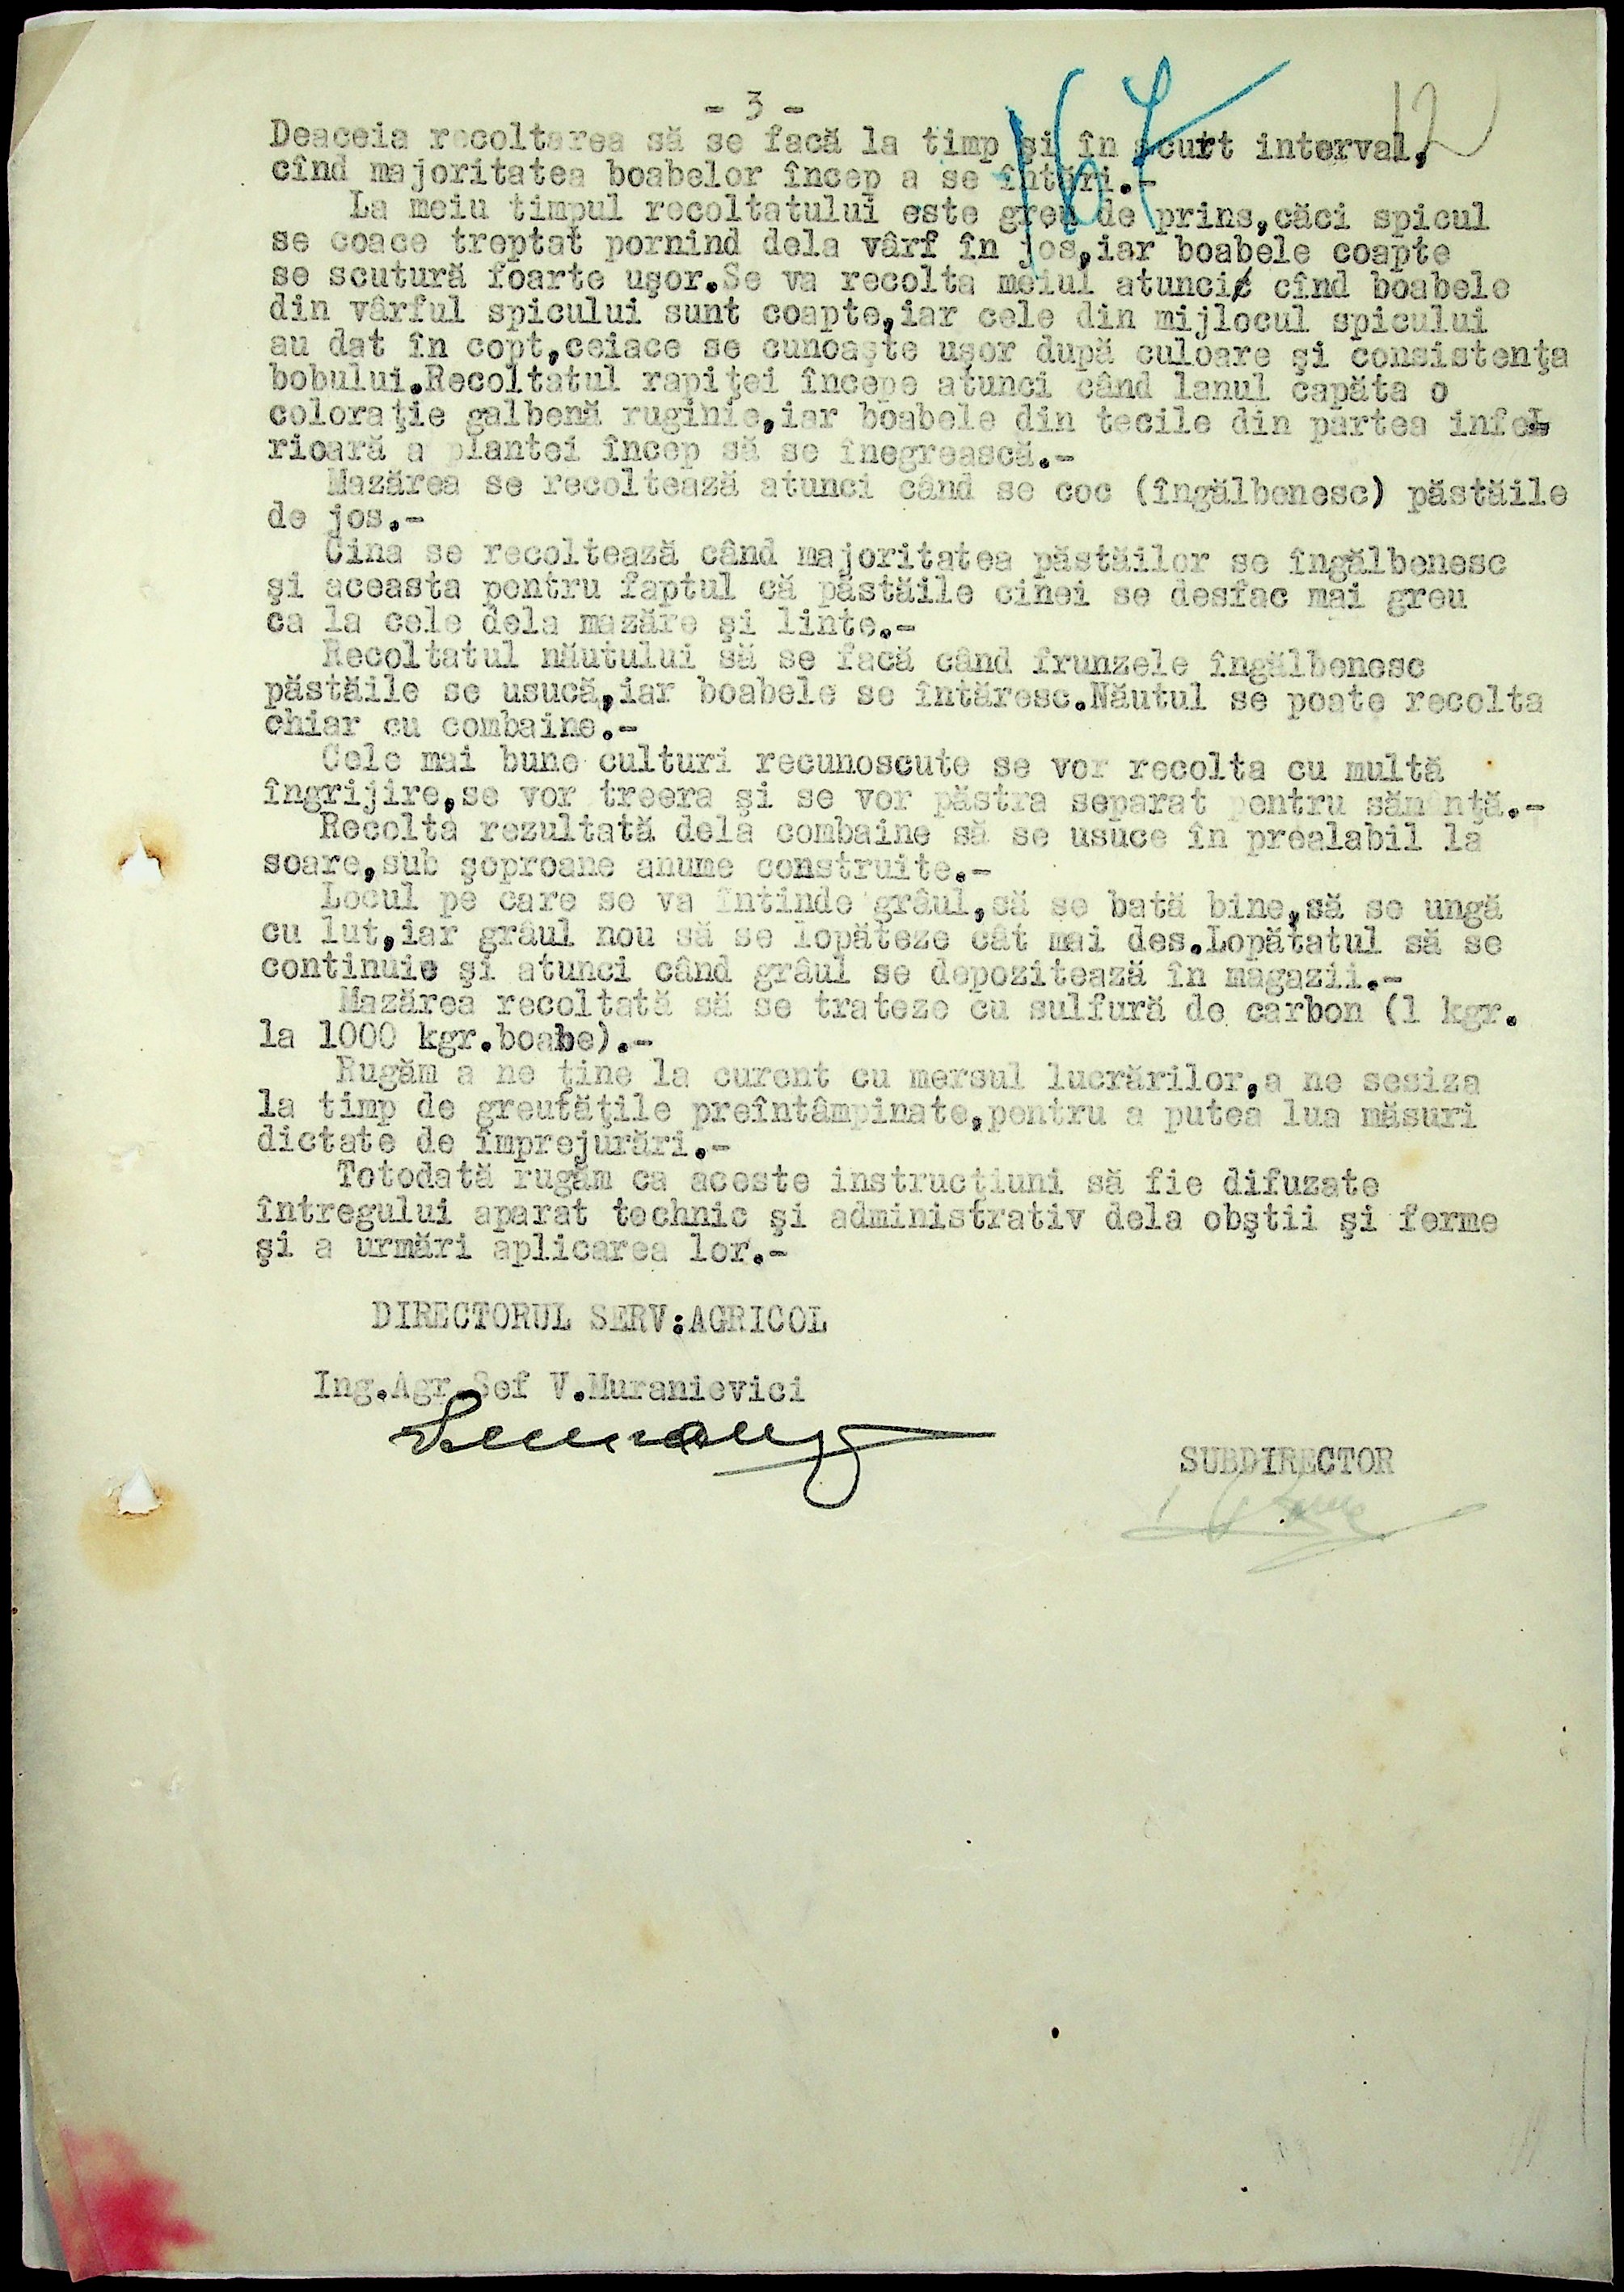 - 3 -
12
Deaceia recoltarea să se facă la timp și în scurt interval,
cînd majoritatea boabelor încep a se întări.-
La meiu timpul recoltatului este greu de prins,căci spicul
se coace treptat pornind dela vârf în jos,iar boabele coapte
se scutură foarte uşor.Se va recolta meiul atunci cînd boabele
din vârful spicului sunt coapte,iar cele din mijlocul spicului
au dat în copt,ceiace se cunoaşte uşor după culoare şi consistenţa
bobului.Recoltatul rapiţei începe atunci când lanul capăta o
coloraţie galbenă ruginie,iar boabele din tecile din partea infe-
rioară a plantei încep să se înegrească.-
Mazărea se recoltează atunci când se coc (îngălbenesc) păstăile
de jos.-
Cina se recoltează când majoritatea păstăilor se îngălbenesc
şi aceasta pentru faptul că păstăile cinei se desfac mai greu
ca la cele dela mazăre şi linte.-
Recoltatul năutului să se facă când frunzele îngălbenesc
păstăile se usucă,iar boabele se întăresc.Năutul se poate recolta
chiar cu combaine.-
Cele mai bune culturi recunoscute se vor recolta cu multă
îngrijire,se vor treera şi se vor păstra separat pentru sămânţă.-
Recolta rezultată dela combaine să se usuce în prealabil la
soare,sub şoproane anume construite.-
Locul pe care se va întinde grâul,să se bată bine,să se ungă
cu lut,iar grâul nou să se lopăteze cât mai des.Lopătatul să se
continuie şi atunci când grâul se depozitează în magazii.-
Mazărea recoltată să se trateze cu sulfură de carbon (1 kgr.
la 1000 kgr.boabe).-
Rugăm a ne ţine la curent cu mersul lucrărilor,a ne sesiza
la timp de greutăţile preîntâmpinate,pentru a putea lua măsuri
dictate de împrejurări.-
Totodată rugăm ca aceste instrucţiuni să fie difuzate
întregului aparat technic şi administrativ dela obştii şi ferme
şi a urmări aplicarea lor.-
DIRECTORUL SERV:AGRICOL
Ing.Agr.Sef V.Muranievici
SUBDIRECTOR